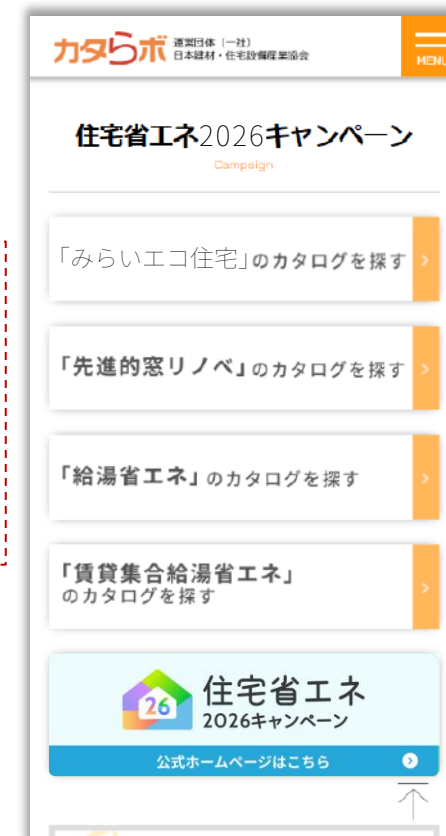 カタらボ
運営団体（一社）
日本建材・住宅設備産業協会
MENU
住宅省エネ2026キャンペーン
Campaign
「みらいエコ住宅」のカタログを探す
「先進的窓リノベ」のカタログを探す
「給湯省エネ」のカタログを探す
「賃貸集合給湯省エネ」
のカタログを探す
26
住宅省エネ
2026キャンペーン
公式ホームページはこちら